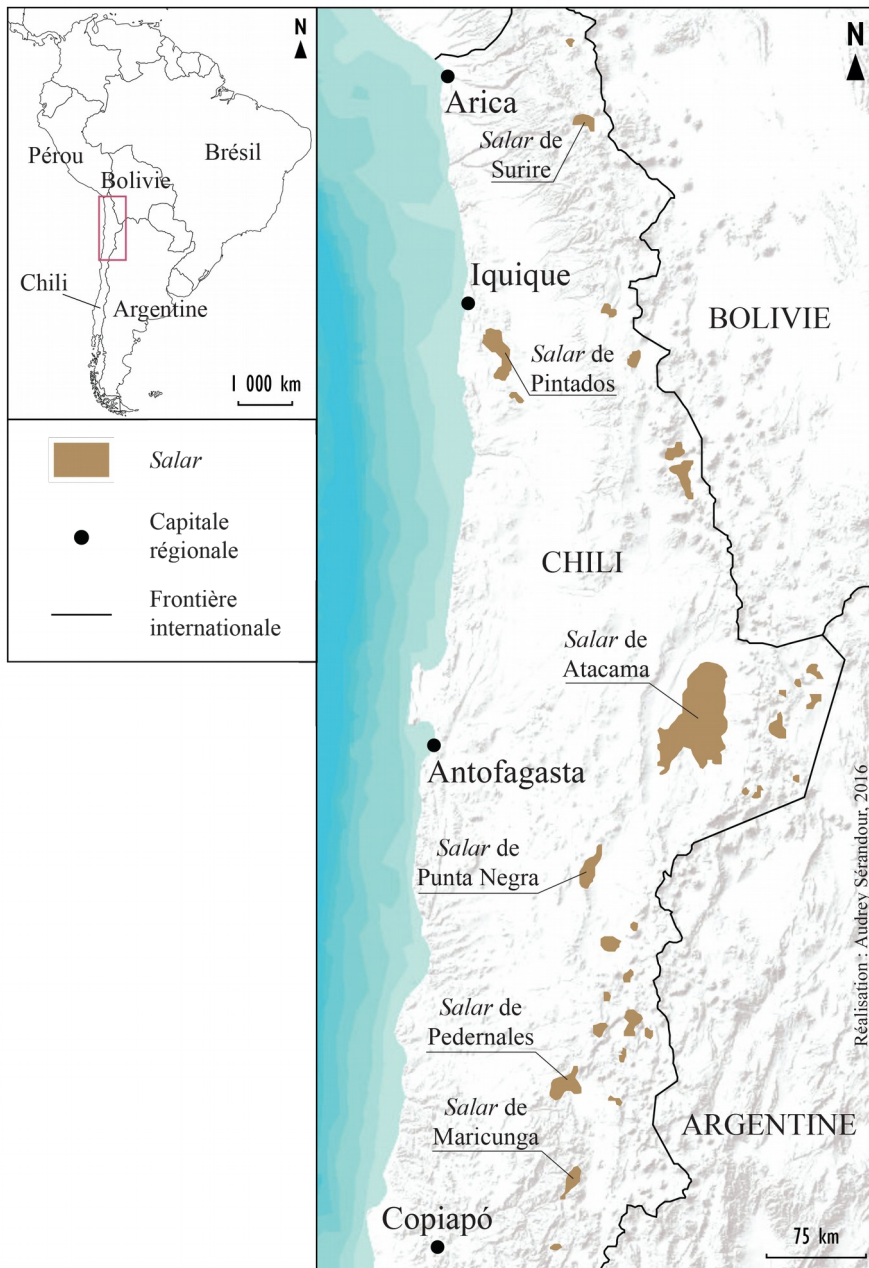 N
Pérou
Brésil
Bolivie
Chili
Argentine
1 000 km
Salar
Capitale
régionale
Frontière
internationale
N
Arica
Salar de
Surire
Iquique
BOLIVIE
Salar de
Pintados
CHILI
Salar de
Atacama
Antofagasta
Salar de
Punta Negra
Salar de
Pedernales
Salar de
Maricunga
ARGENTINE
Copiapó
75 km
Réalisation : Audrey Sérandour, 2016